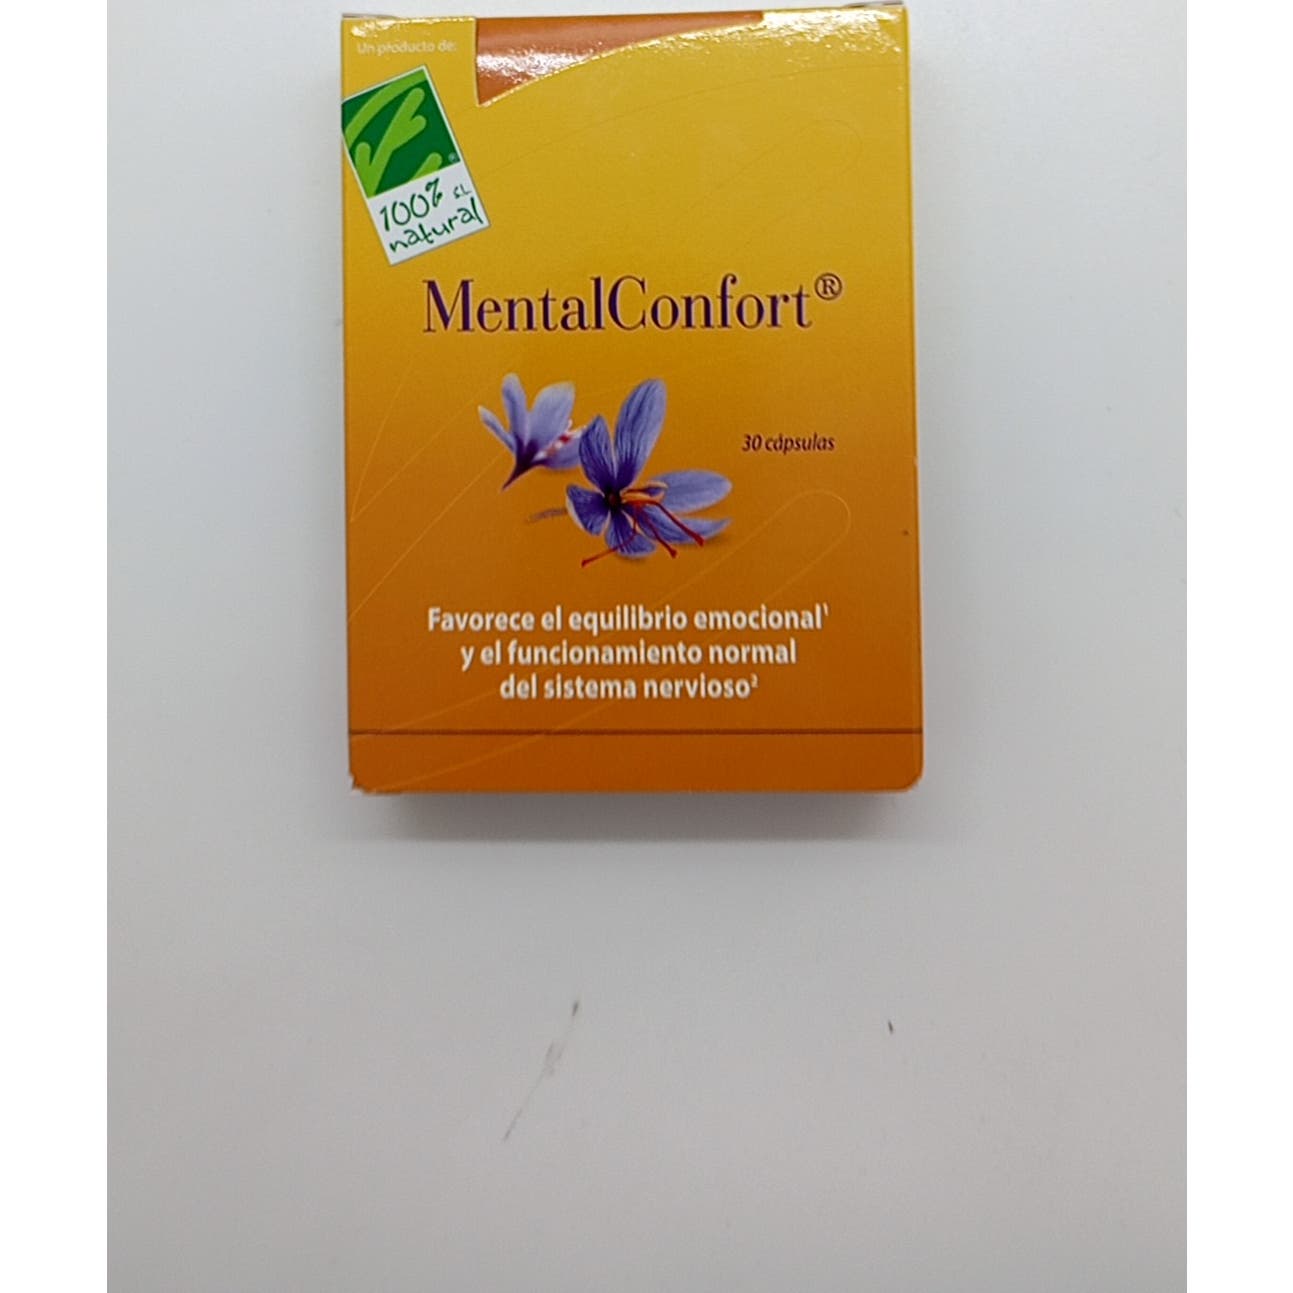 Un producto de:
100% S.L.
natural
MentalConfort®
30 cápsulas
Favorece el equilibrio emocional¹
y el funcionamiento normal
del sistema nervioso²